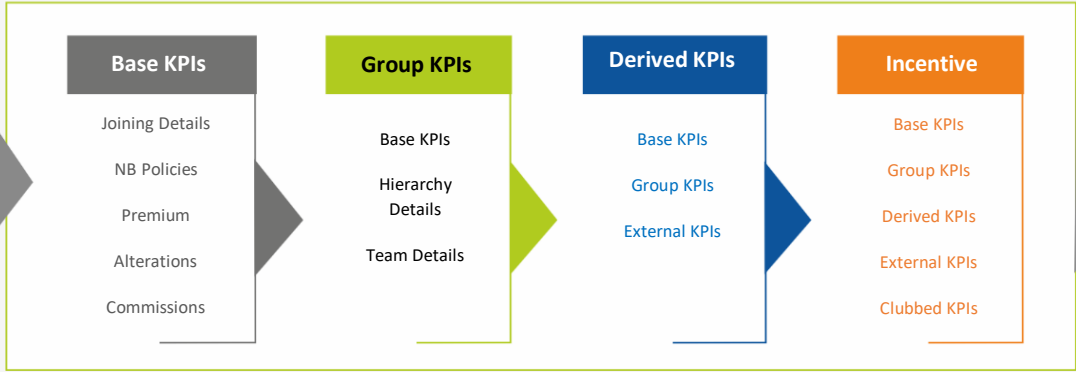 Base KPIs
Joining Details
NB Policies
Premium
Alterations
Commissions
Group KPIs
Base KPIs
Hierarchy
Details
Team Details
Derived KPIs
Base KPIs
Group KPIs
External KPIs
Incentive
Base KPIs
Group KPIs
Derived KPIs
External KPIs
Clubbed KPIs